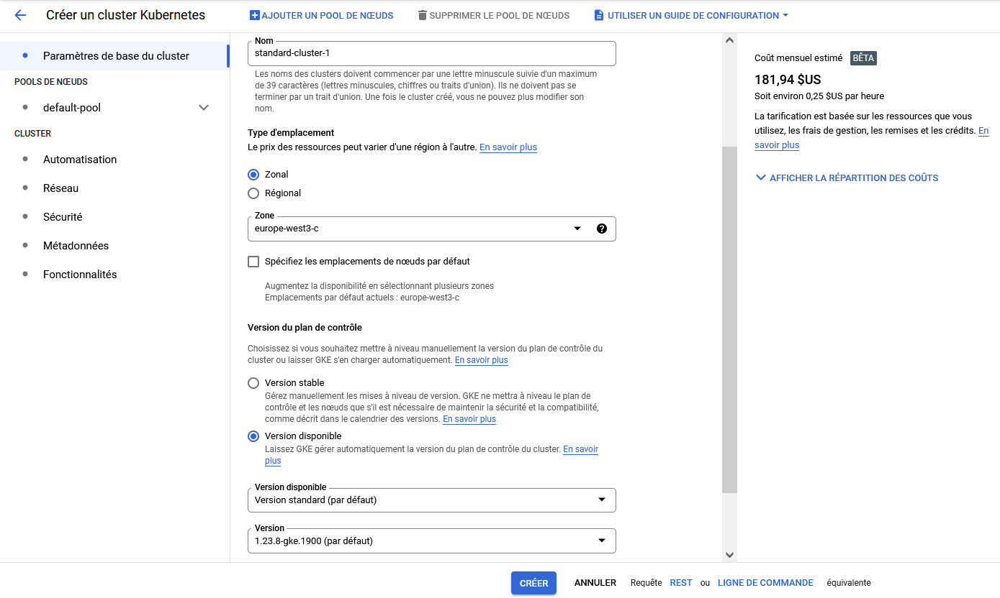 Créer un cluster Kubernetes
AJOUTER UN POOL DE NŒUDS
SUPPRIMER LE POOL DE NŒUDS
UTILISER UN GUIDE DE CONFIGURATION
Paramètres de base du cluster
POOLS DE NŒUDS
default-pool
CLUSTER
Automatisation
Réseau
Sécurité
Métadonnées
Fonctionnalités
Nom
standard-cluster-1
Les noms des clusters doivent commencer par une lettre minuscule suivie d'un maximum
de 39 caractères (lettres minuscules, chiffres ou traits d'union). Ils ne doivent pas se
terminer par un trait d'union. Une fois le cluster créé, vous ne pouvez plus modifier son
nom.
Type d'emplacement
Le prix des ressources peut varier d'une région à l'autre. En savoir plus
Zonal
Régional
Zone
europe-west3-c
Spécifiez les emplacements de nœuds par défaut
Augmentez la disponibilité en sélectionnant plusieurs zones
Emplacements par défaut actuels : europe-west3-c
Version du plan de contrôle
Choisissez si vous souhaitez mettre à niveau manuellement la version du plan de contrôle du
cluster ou laisser GKE s'en charger automatiquement. En savoir plus
Version stable
Gérez manuellement les mises à niveau de version. GKE ne mettra à niveau le plan de
contrôle et les nœuds que s'il est nécessaire de maintenir la sécurité et la compatibilité,
comme décrit dans le calendrier des versions. En savoir plus
Version disponible
Laissez GKE gérer automatiquement la version du plan de contrôle du cluster. En savoir
plus
Version disponible
Version standard (par défaut)
Version
1.23.8-gke.1900 (par défaut)
Coût mensuel estimé BÊTA
181,94 $US
Soit environ 0,25 $US par heure
La tarification est basée sur les ressources que vous
utilisez, les frais de gestion, les remises et les crédits. En
savoir plus
AFFICHER LA RÉPARTITION DES COÛTS
CRÉER
ANNULER
Requête REST ou LIGNE DE COMMANDE équivalente